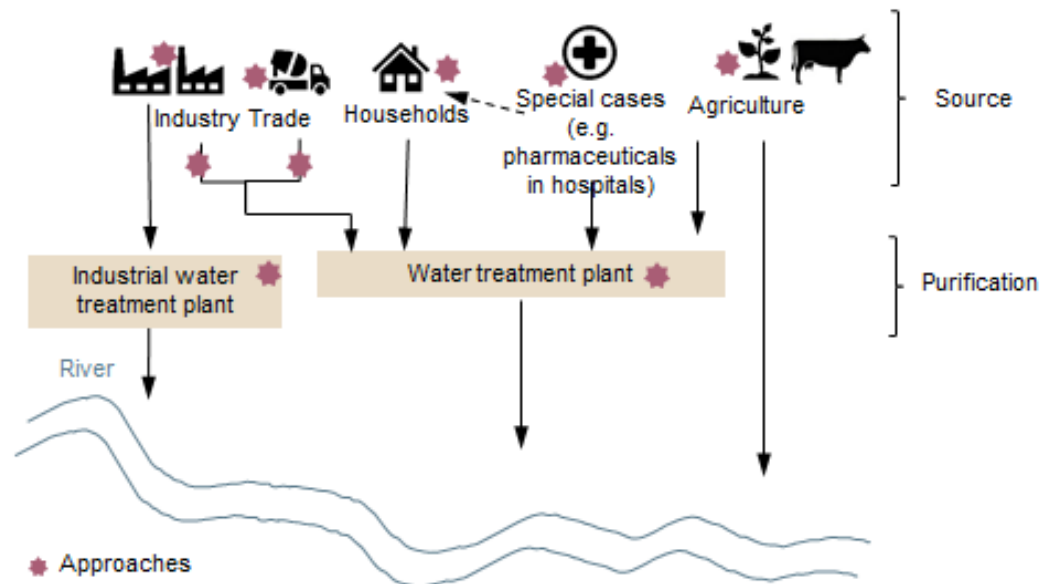 Industry Trade
Households
Special cases
(e.g.
pharmaceuticals
in hospitals)
Agriculture
Source
Industrial water
treatment plant
Water treatment plant
Purification
River
Approaches